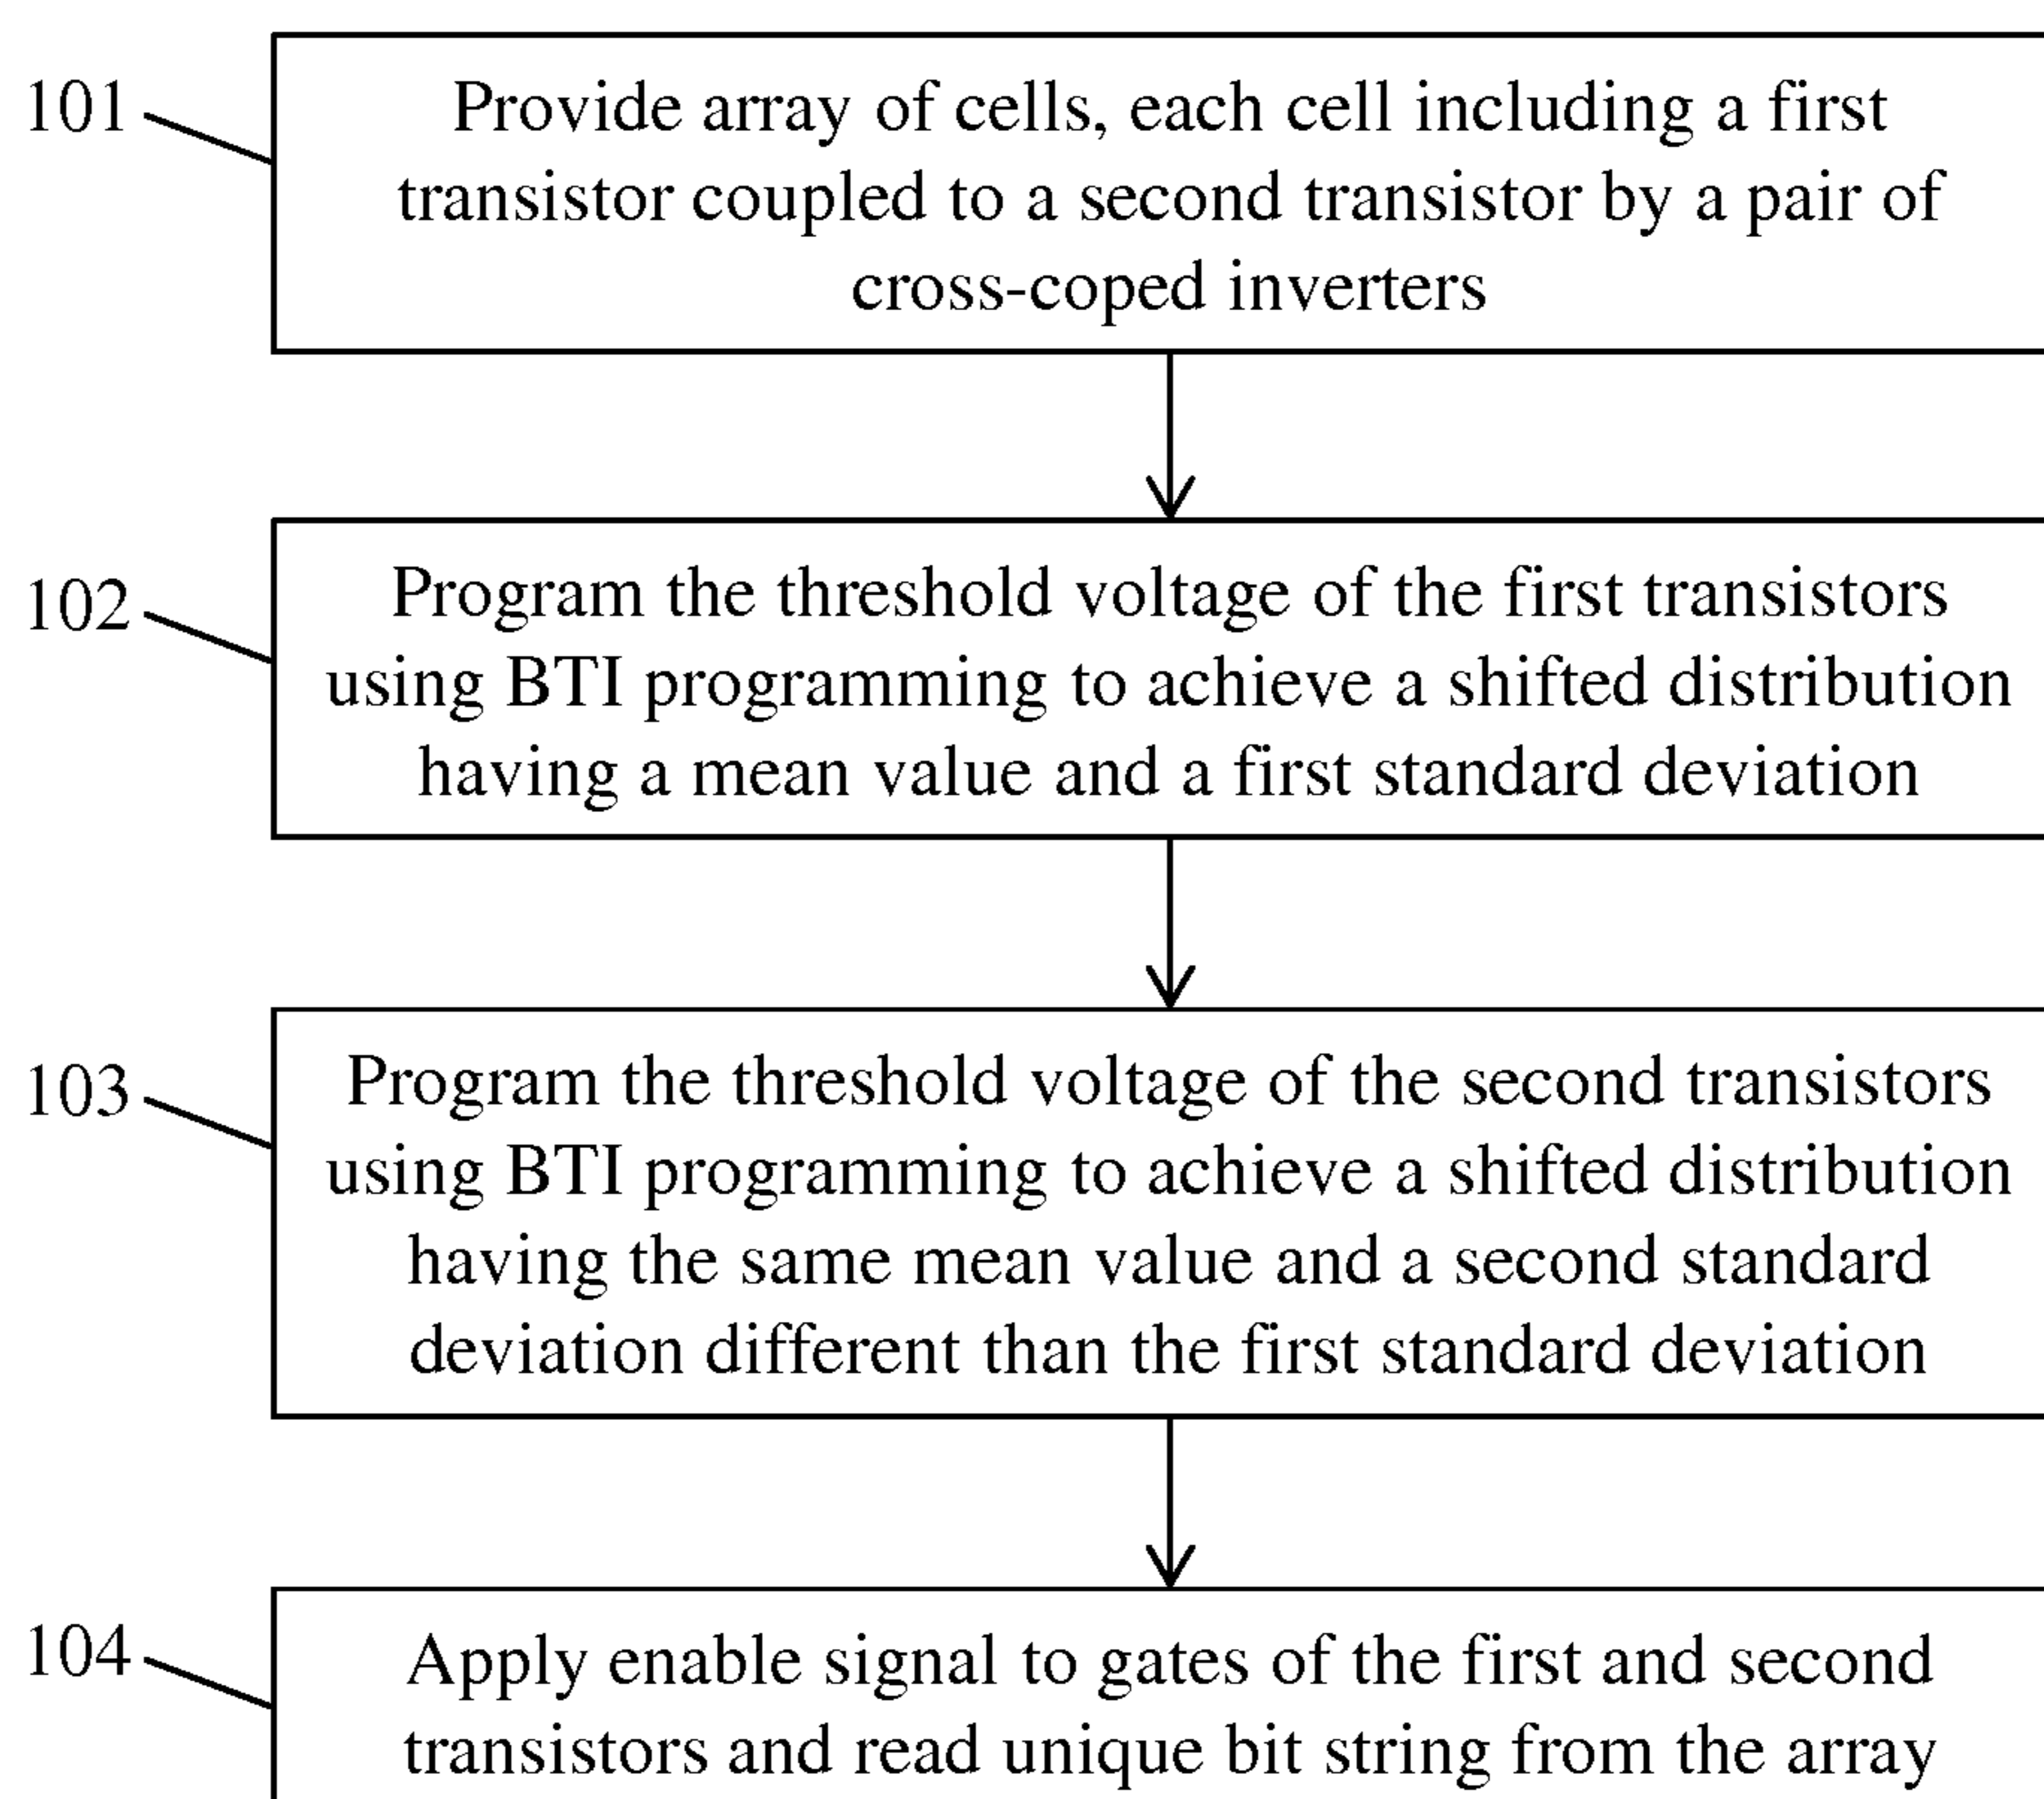 101
Provide array of cells, each cell including a first
transistor coupled to a second transistor by a pair of
cross-coped inverters
102
Program the threshold voltage of the first transistors
using BTI programming to achieve a shifted distribution
having a mean value and a first standard deviation
103
Program the threshold voltage of the second transistors
using BTI programming to achieve a shifted distribution
having the same mean value and a second standard
deviation different than the first standard deviation
104
Apply enable signal to gates of the first and second
transistors and read unique bit string from the array